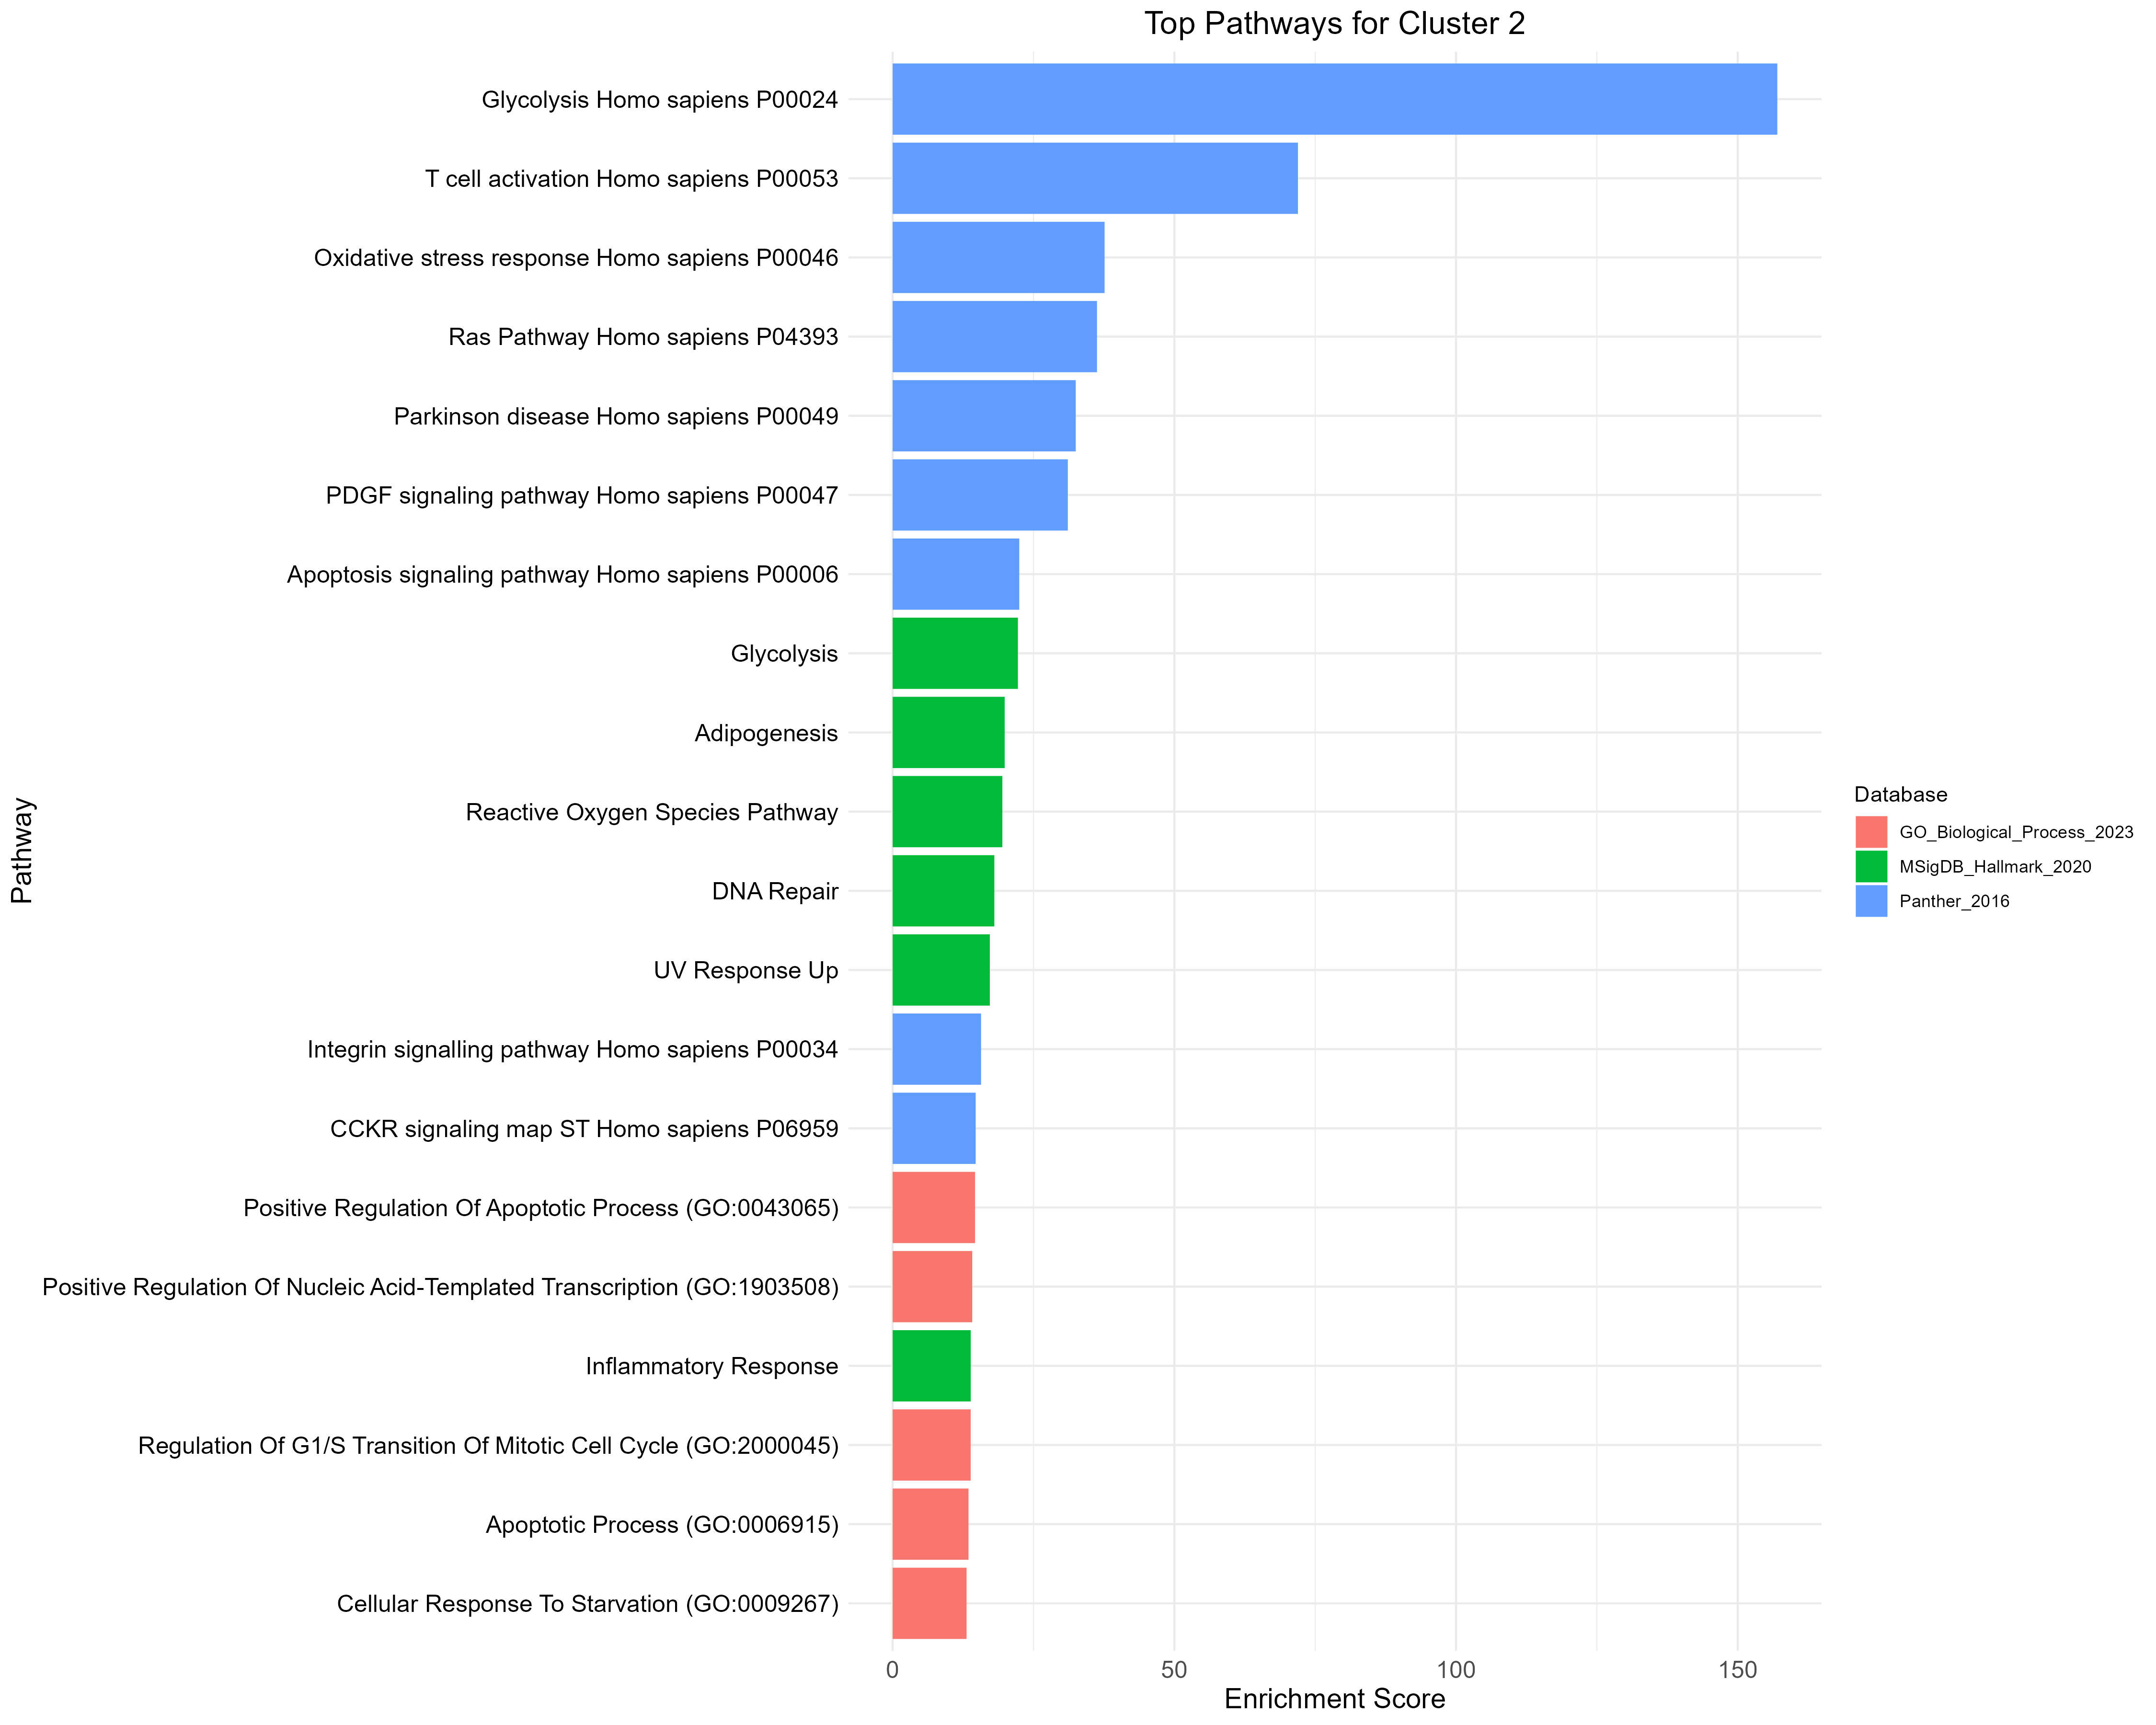 Top Pathways for Cluster 2
Pathway
Glycolysis Homo sapiens P00024
T cell activation Homo sapiens P00053
Oxidative stress response Homo sapiens P00046
Ras Pathway Homo sapiens P04393
Parkinson disease Homo sapiens P00049
PDGF signaling pathway Homo sapiens P00047
Apoptosis signaling pathway Homo sapiens P00006
Glycolysis
Adipogenesis
Reactive Oxygen Species Pathway
DNA Repair
UV Response Up
Integrin signalling pathway Homo sapiens P00034
CCKR signaling map ST Homo sapiens P06959
Positive Regulation Of Apoptotic Process (GO:0043065)
Positive Regulation Of Nucleic Acid-Templated Transcription (GO:1903508)
Inflammatory Response
Regulation Of G1/S Transition Of Mitotic Cell Cycle (GO:2000045)
Apoptotic Process (GO:0006915)
Cellular Response To Starvation (GO:0009267)
0 50 100 150
Enrichment Score
Database
GO_Biological_Process_2023
MSigDB_Hallmark_2020
Panther_2016